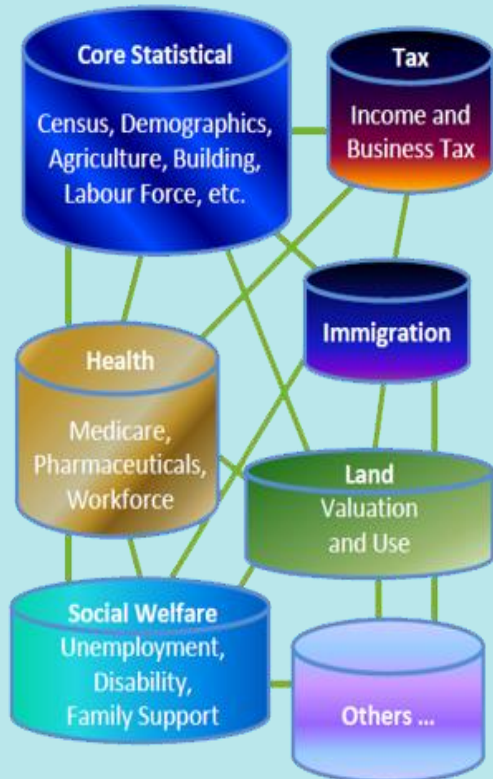 Core Statistical
Census, Demographics,
Agriculture, Building,
Labour Force, etc.
Tax
Income and
Business Tax
Immigration
Health
Medicare,
Pharmaceuticals,
Workforce
Land
Valuation
and Use
Social Welfare
Unemployment,
Disability,
Family Support
Others ...